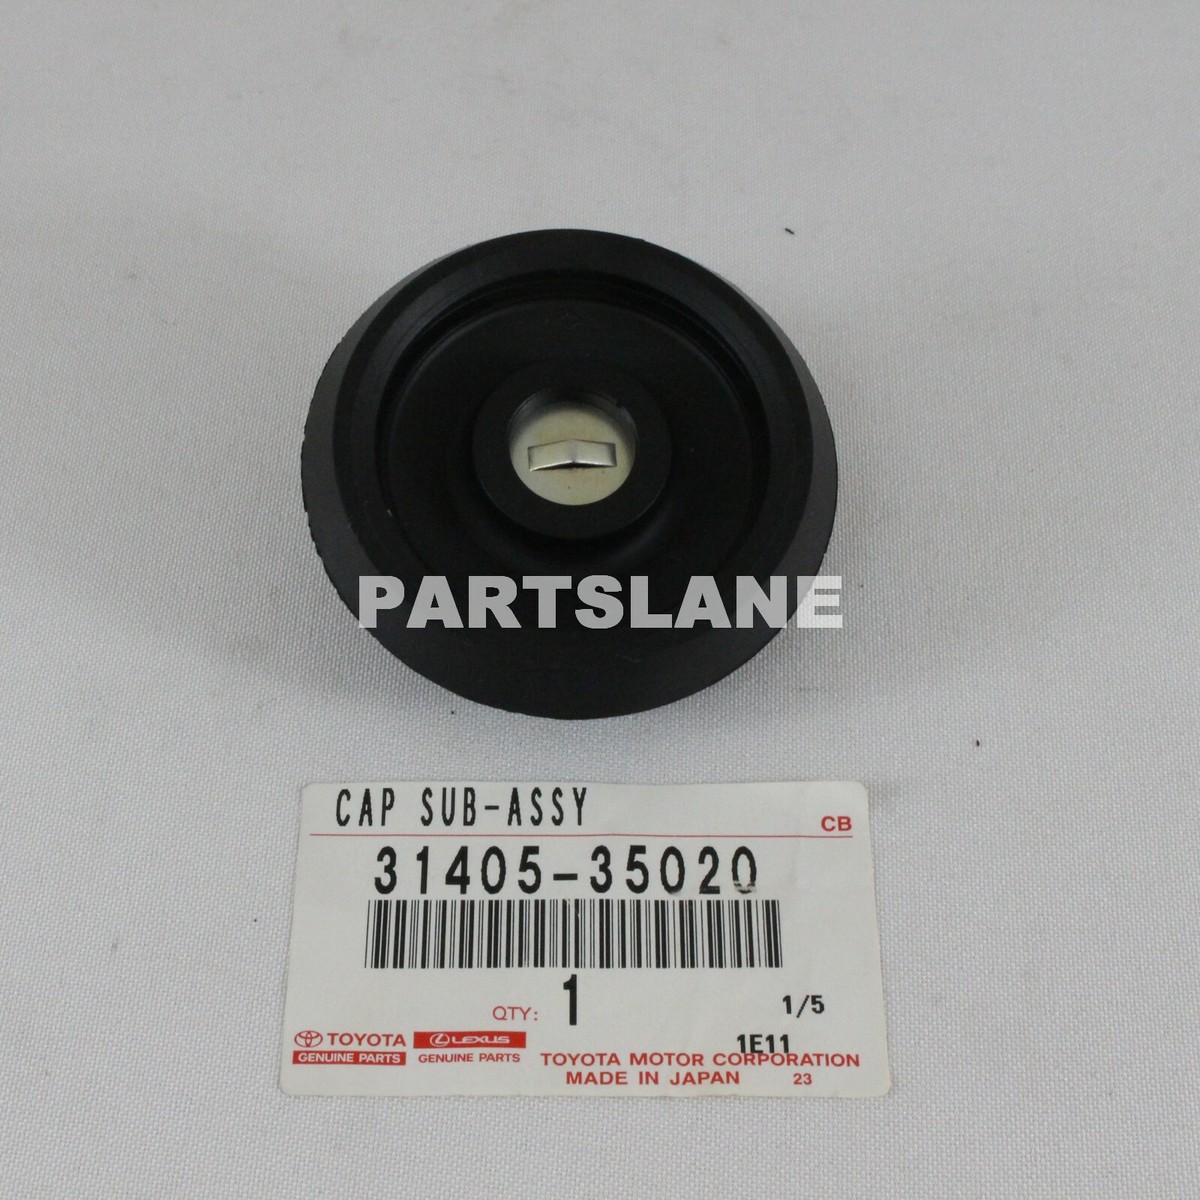 PARTSLANE
CAP SUB-ASSY
CB
31405-35020
QTY: 1
1/5
1E11
TOYOTA LEXUS
GENUINE PARTS GENUINE PARTS
TOYOTA MOTOR CORPORATION
MADE IN JAPAN 23